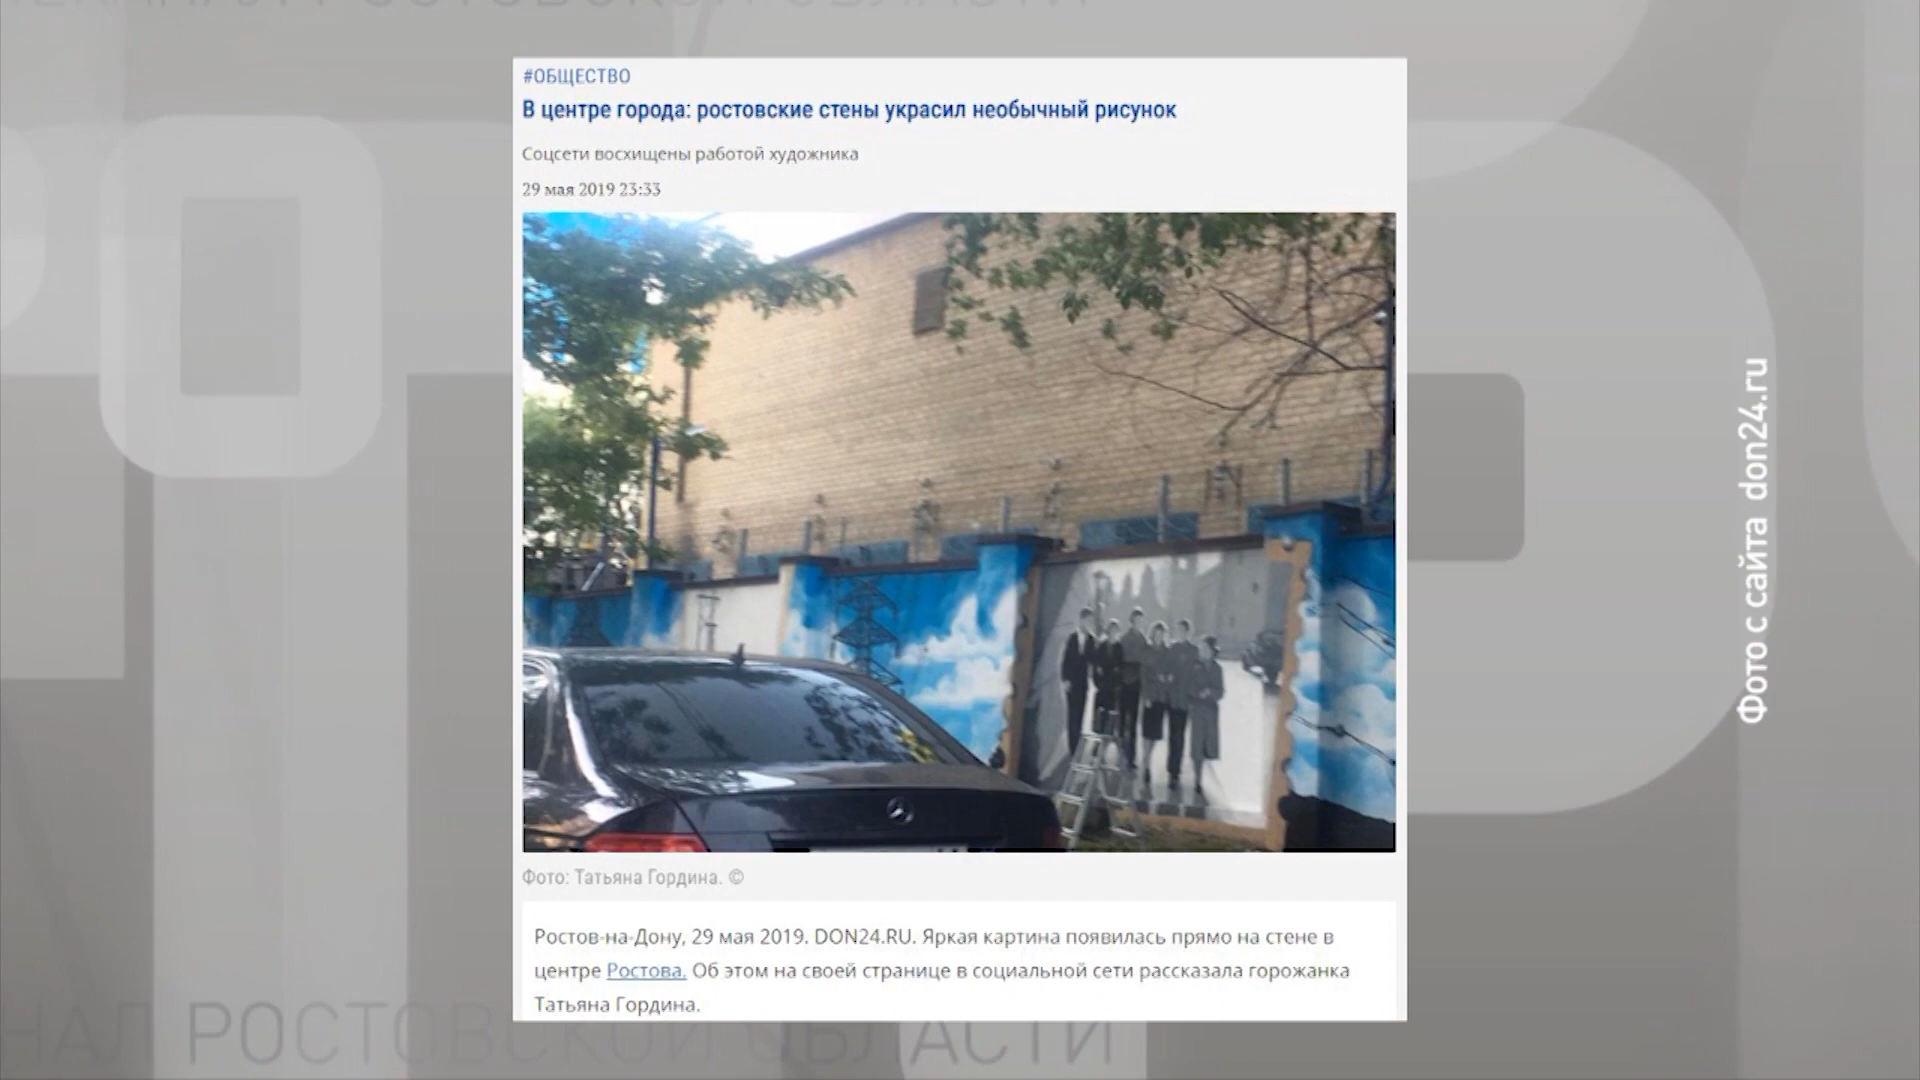 #ОБЩЕСТВО
В центре города: ростовские стены украсил необычный рисунок
Соцсети восхищены работой художника
29 мая 2019 23:33
Фото: Татьяна Гордина. ©
Ростов-на-Дону, 29 мая 2019. DON24.RU. Яркая картина появилась прямо на стене в
центре Ростова. Об этом на своей странице в социальной сети рассказала горожанка
Татьяна Гордина.
Фото с сайта don24.ru
РОСТОВСКОЙ ОБЛАСТИ